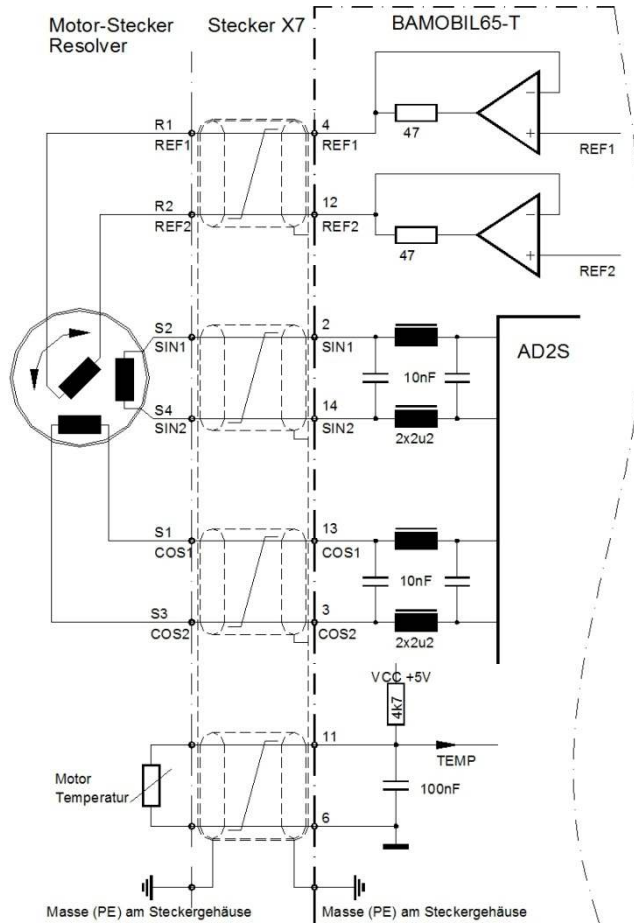 Motor-Stecker
Resolver
Stecker X7
BAMOBIL65-T
R1
REF1
4
REF1
47
REF1
R2
REF2
12
REF2
47
REF2
S2
SIN1
2
SIN1
AD2S
10nF
S4
SIN2
14
SIN2
2x2u2
S1
COS1
13
COS1
10nF
S3
COS2
3
COS2
2x2u2
VCC +5V
4k7
11
TEMP
Motor
Temperatur
100nF
6
Masse (PE) am Steckergehäuse
Masse (PE) am Steckergehäuse